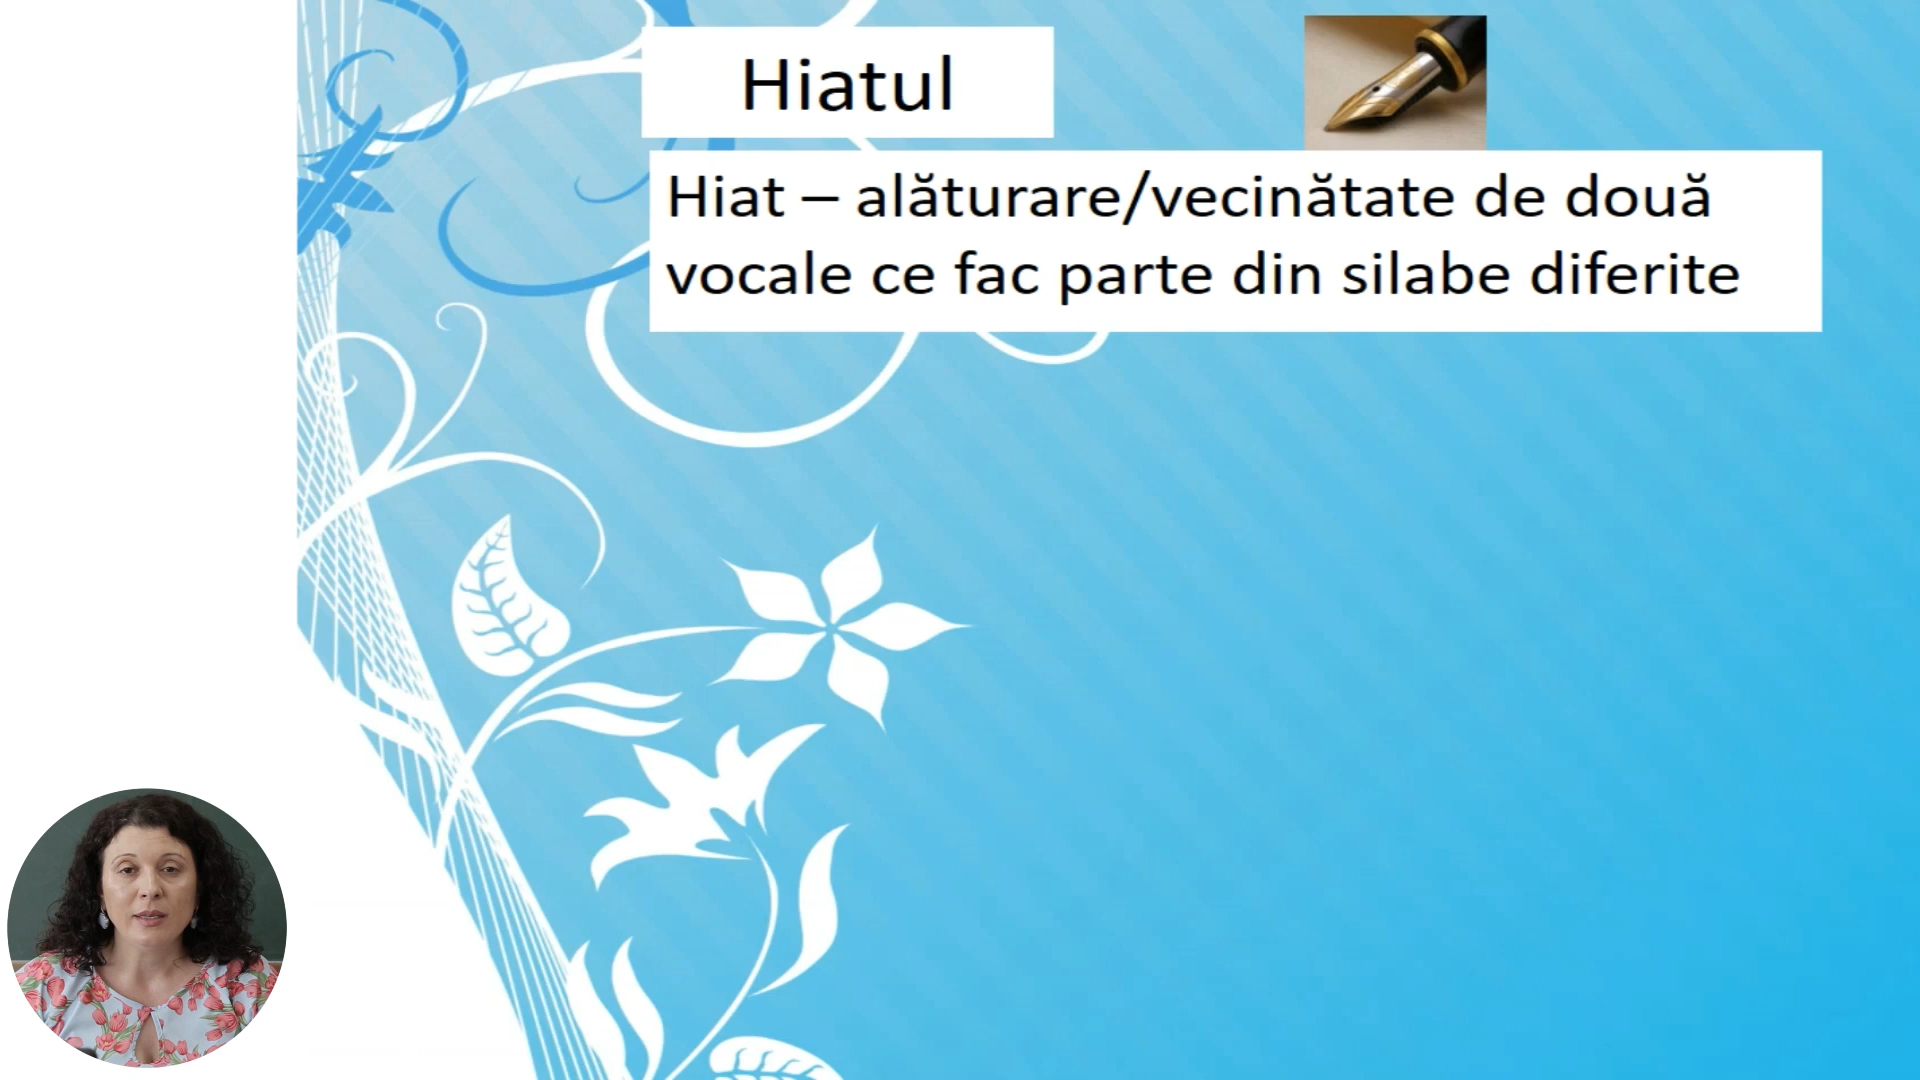 Hiatul
Hiat – alăturare/vecinătate de două
vocale ce fac parte din silabe diferite